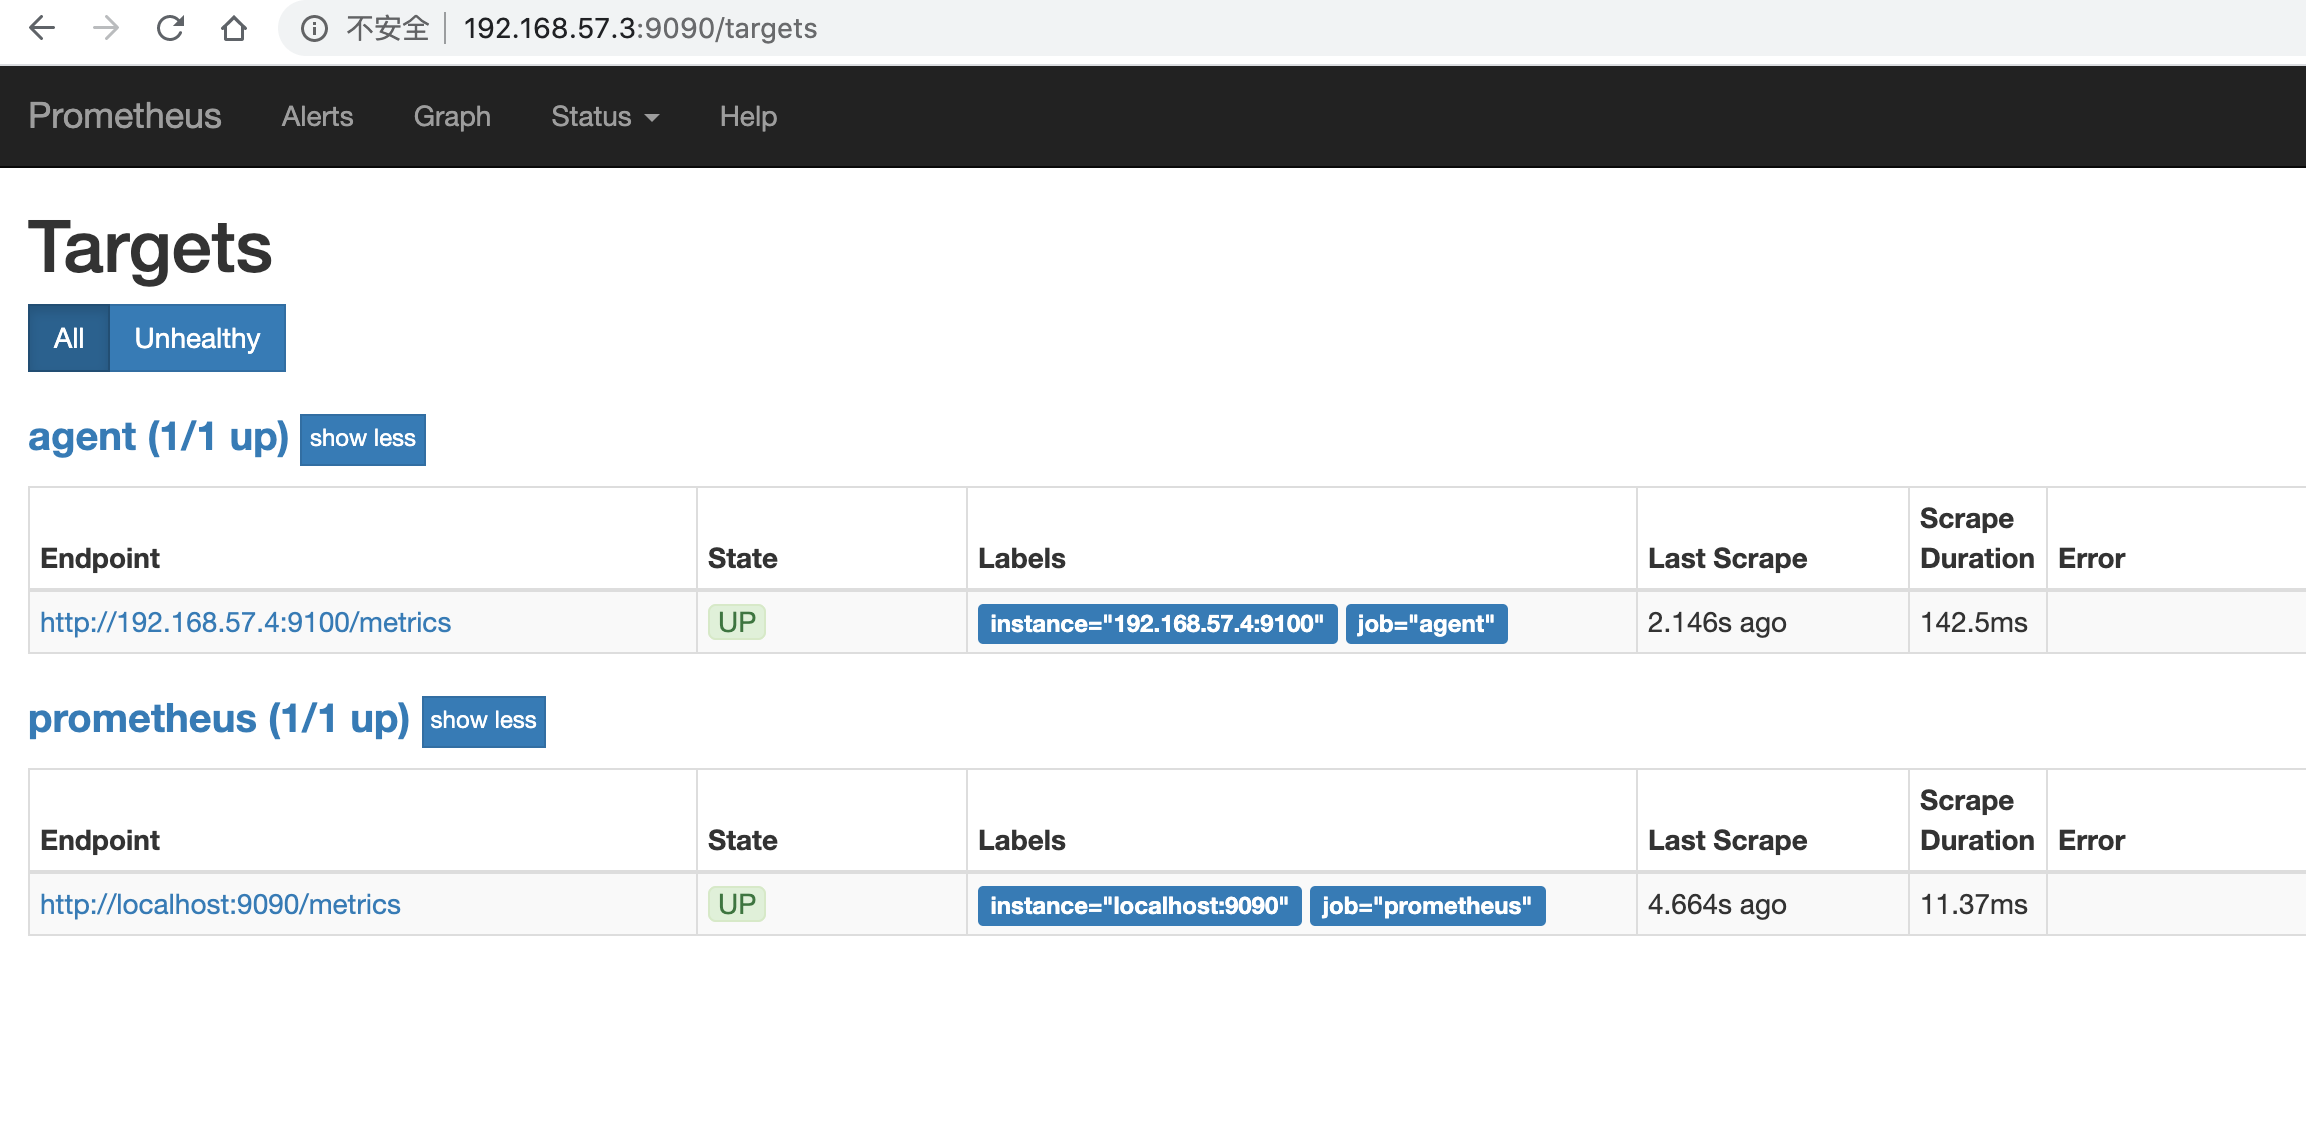 不安全 192.168.57.3:9090/targets
Prometheus Alerts Graph Status Help
Targets
All Unhealthy
agent (1/1 up) show less
Endpoint State Labels Last Scrape Scrape Duration Error
http://192.168.57.4:9100/metrics UP instance="192.168.57.4:9100" job="agent" 2.146s ago 142.5ms
prometheus (1/1 up) show less
Endpoint State Labels Last Scrape Scrape Duration Error
http://localhost:9090/metrics UP instance="localhost:9090" job="prometheus" 4.664s ago 11.37ms